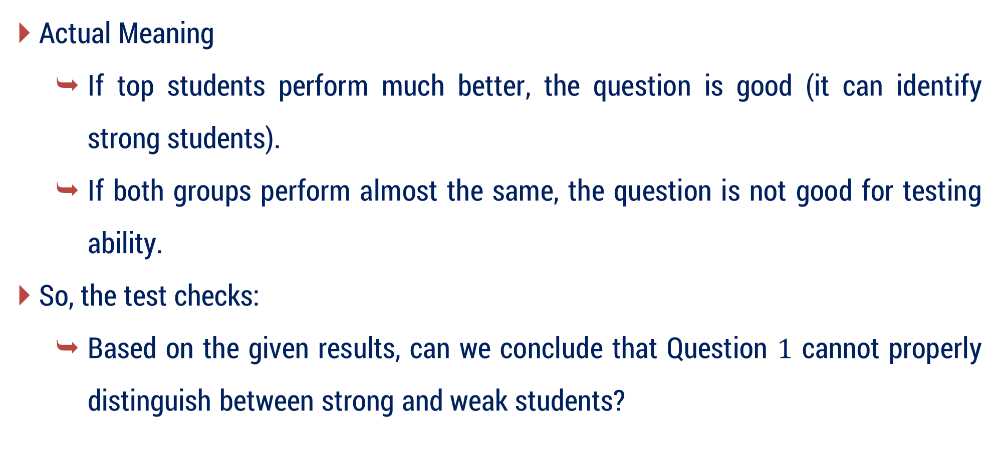 Actual Meaning
If top students perform much better, the question is good (it can identify
strong students).
If both groups perform almost the same, the question is not good for testing
ability.
So, the test checks:
Based on the given results, can we conclude that Question 1 cannot properly
distinguish between strong and weak students?